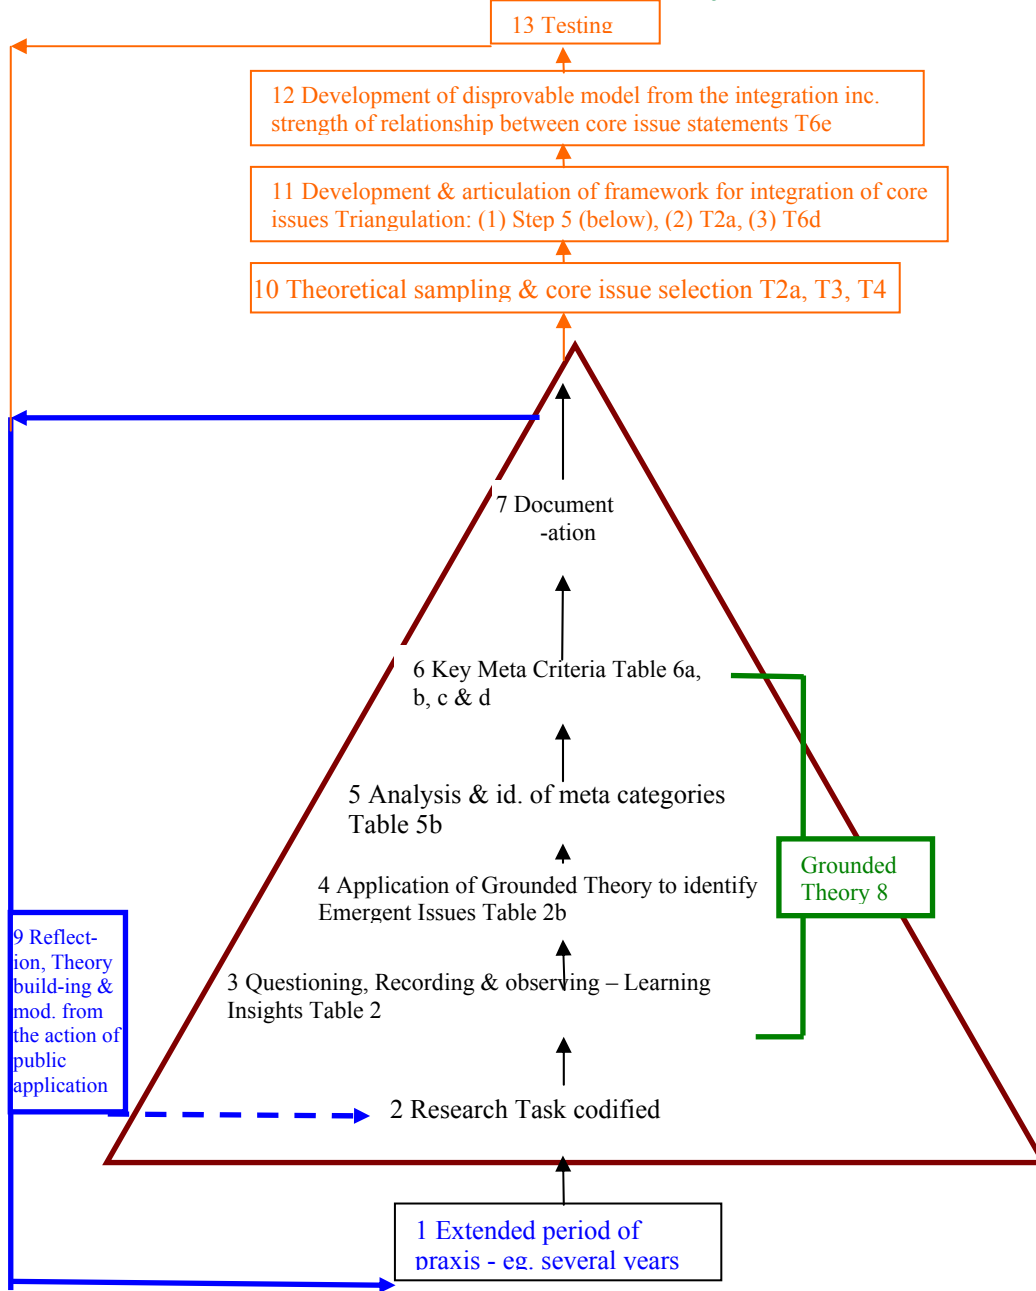 13 Testing
12 Development of disprovable model from the integration inc.
strength of relationship between core issue statements T6e
11 Development & articulation of framework for integration of core
issues Triangulation: (1) Step 5 (below), (2) T2a, (3) T6d
10 Theoretical sampling & core issue selection T2a, T3, T4
7 Document
-ation
6 Key Meta Criteria Table 6a,
b, c & d
5 Analysis & id. of meta categories
Table 5b
Grounded
Theory 8
4 Application of Grounded Theory to identify
Emergent Issues Table 2b
9 Reflect-
ion, Theory
build-ing &
mod. from
the action of
public
application
3 Questioning, Recording & observing – Learning
Insights Table 2
2 Research Task codified
1 Extended period of
praxis - eg. several years